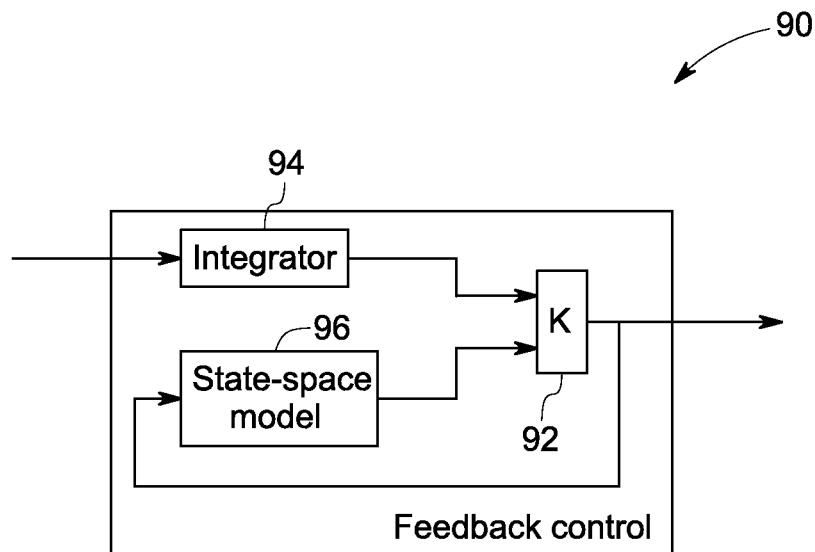 90
94
Integrator
K
96
State-space
model
92
Feedback control